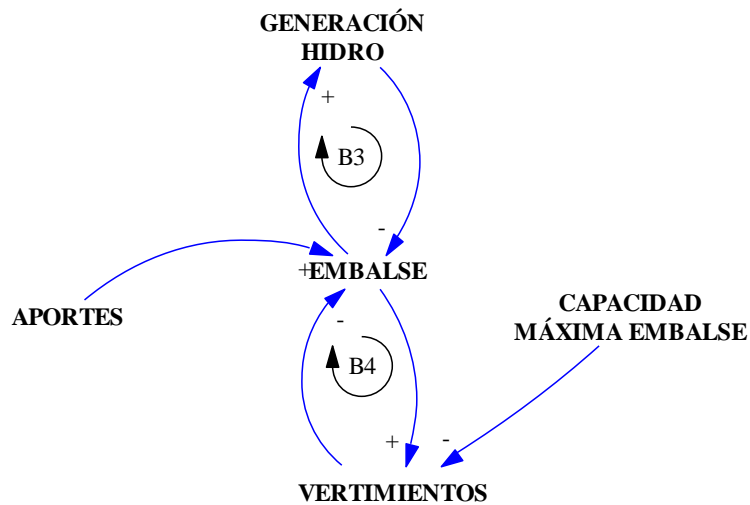 GENERACIÓN
HIDRO
+
B3
-
+EMBALSE
APORTES
CAPACIDAD
MÁXIMA EMBALSE
-
B4
+ -
VERTIMIENTOS